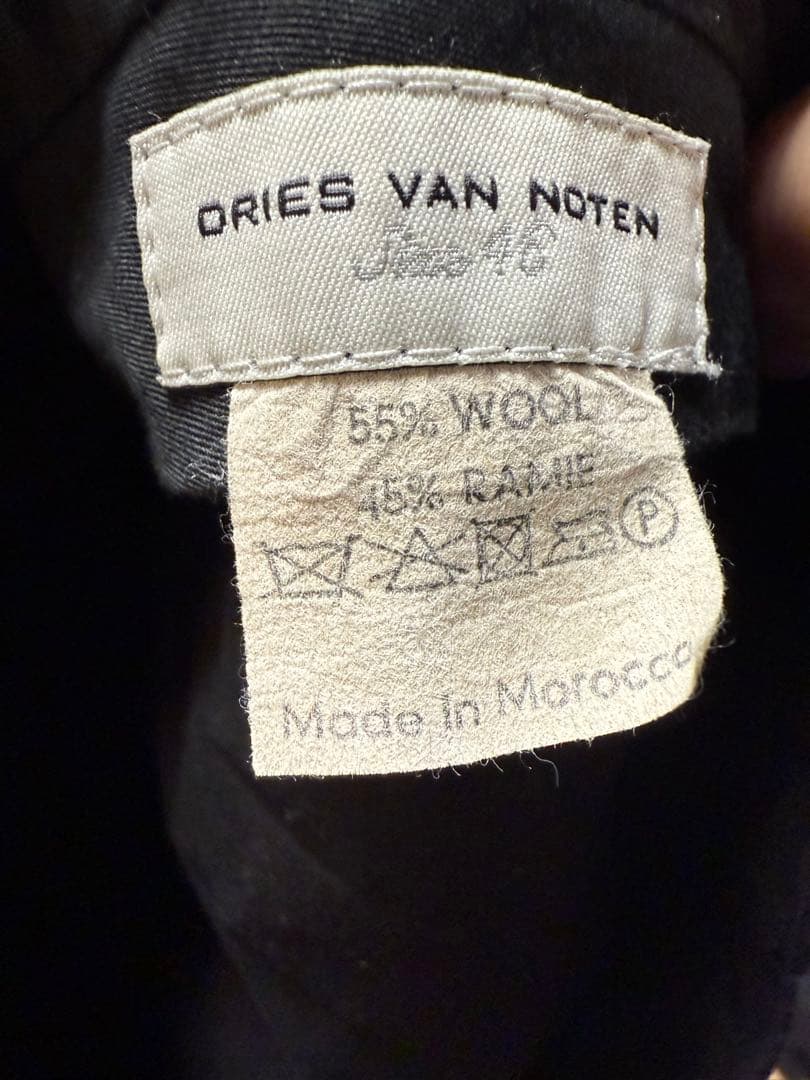 DRIES VAN NOTEN
Size 46
55% WOOL
45% RAMIE
P
Made in Morocco